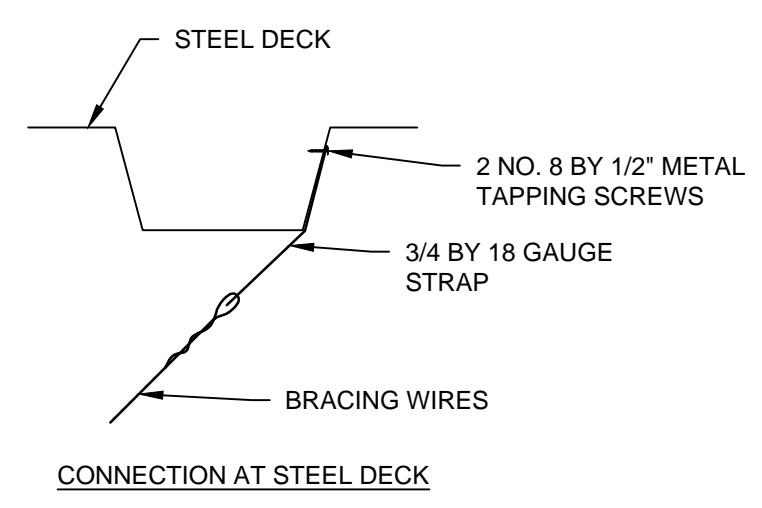 STEEL DECK
2 NO. 8 BY 1/2" METAL
TAPPING SCREWS
3/4 BY 18 GAUGE
STRAP
BRACING WIRES
CONNECTION AT STEEL DECK